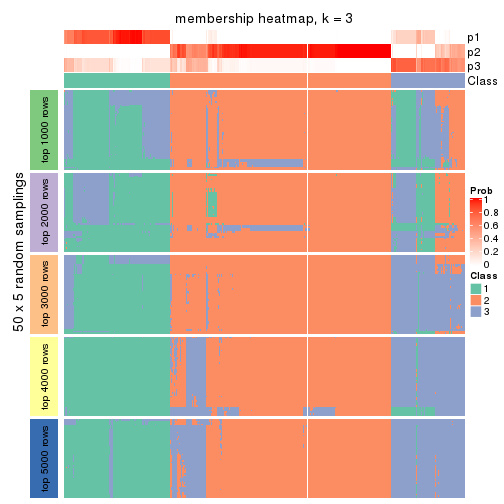 membership heatmap, k = 3
p1
p2
p3
Class
50 x 5 random samplings
top 1000 rows
top 2000 rows
top 3000 rows
top 4000 rows
top 5000 rows
Prob
1
0.8
0.6
0.4
0.2
0
Class
1
2
3